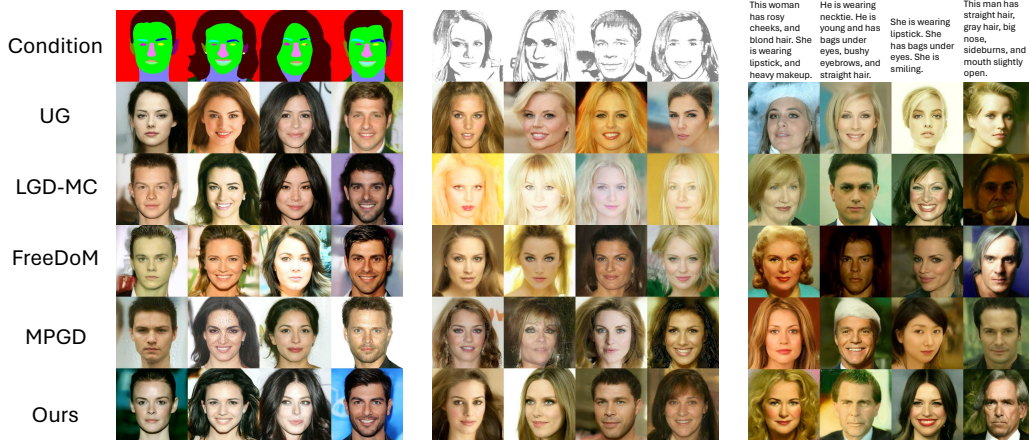 Condition
This woman
has rosy
cheeks, and
blond hair. She
is wearing
lipstick, and
heavy makeup.
He is wearing
necktie. He is
young and has
bags under
eyes, bushy
eyebrows, and
straight hair.
She is wearing
lipstick. She
has bags under
eyes. She is
smiling.
This man has
straight hair,
gray hair, big
nose,
sideburns, and
mouth slightly
open.
UG
LGD-MC
FreeDoM
MPGD
Ours